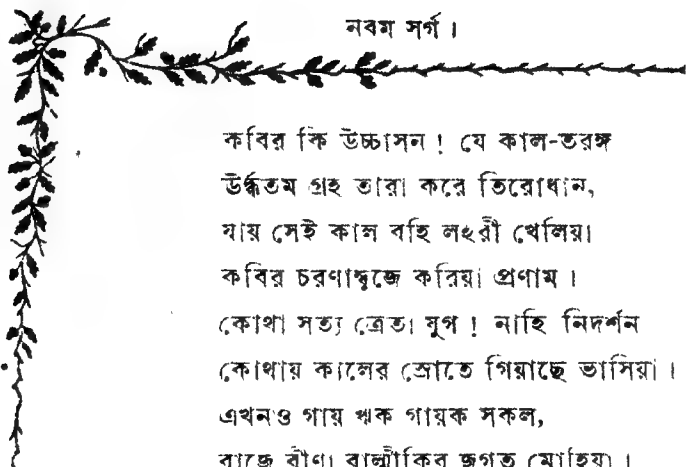 নবম সর্গ।
কবির কি উচ্চাসন ! যে কাল-তরঙ্গ
উর্দ্ধতম গ্রহ তারা করে তিরোধান,
যায় সেই কাল বহি লহরী খেলিয়া
কবির চরণাম্বুজে করিয়া প্রণাম ।
কোথা সত্য ত্রেতা যুগ ! নাহি নিদর্শন
কোথায় কালের স্রোতে গিয়াছে ভাসিয়া ।
এখনও গায় ঋক গায়ক সকল,
বাজে বীণা বাল্মীকির জগত মোহিয়া ।